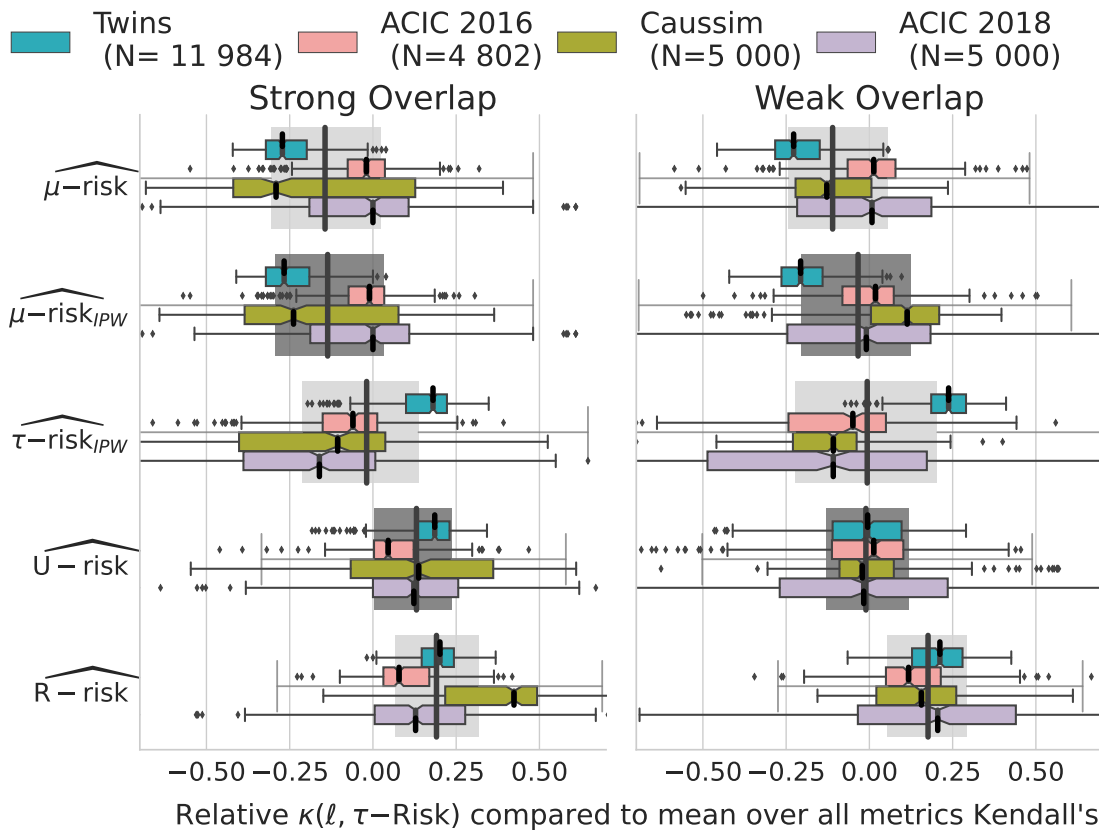 Twins ACIC 2016 Caussim ACIC 2018
(N= 11 984) (N=4 802) (N=5 000) (N=5 000)
Strong Overlap Weak Overlap
μ−risk
μ−risk_IPW
τ−risk_IPW
U−risk
R−risk
−0.50 −0.25 0.00 0.25 0.50 −0.50 −0.25 0.00 0.25 0.50
Relative κ(ℓ, τ−Risk) compared to mean over all metrics Kendall's